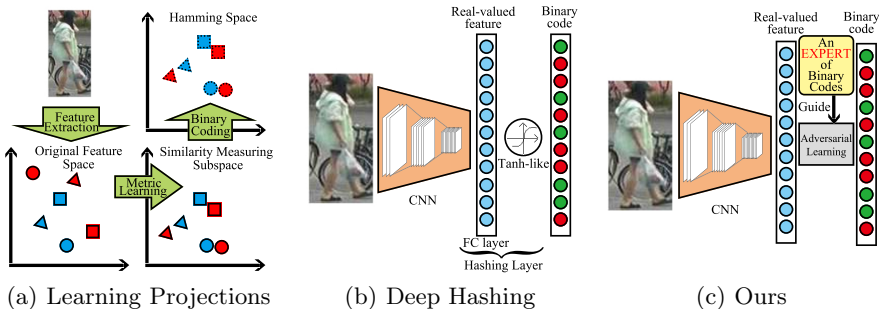 Hamming Space
Feature
Extraction
Binary
Coding
Original Feature
Space
Metric
Learning
Similarity Measuring
Subspace
(a) Learning Projections
Real-valued
feature
Binary
code
CNN
Tanh-like
FC layer
Hashing Layer
(b) Deep Hashing
Real-valued
feature
Binary
code
An
EXPERT
of
Binary
Codes
Guide
Adversarial
Learning
CNN
(c) Ours